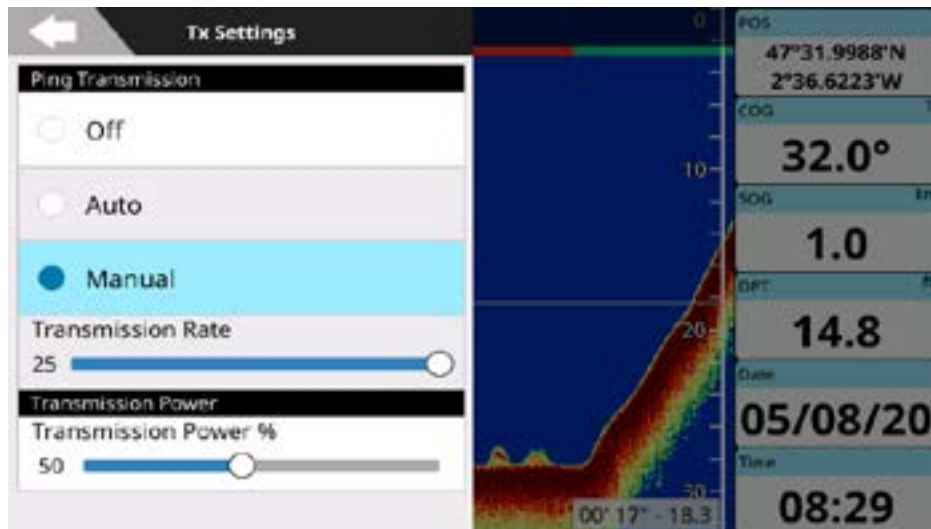 Tx Settings
Ping Transmission
Off
Auto
Manual
Transmission Rate
25
Transmission Power
Transmission Power %
50
0
10
20
30
00' 17" - 18.3
POS
47°31.9988'N
2°36.6223'W
COG
32.0°
SOG
1.0
DPT
14.8
Date
05/08/20
Time
08:29